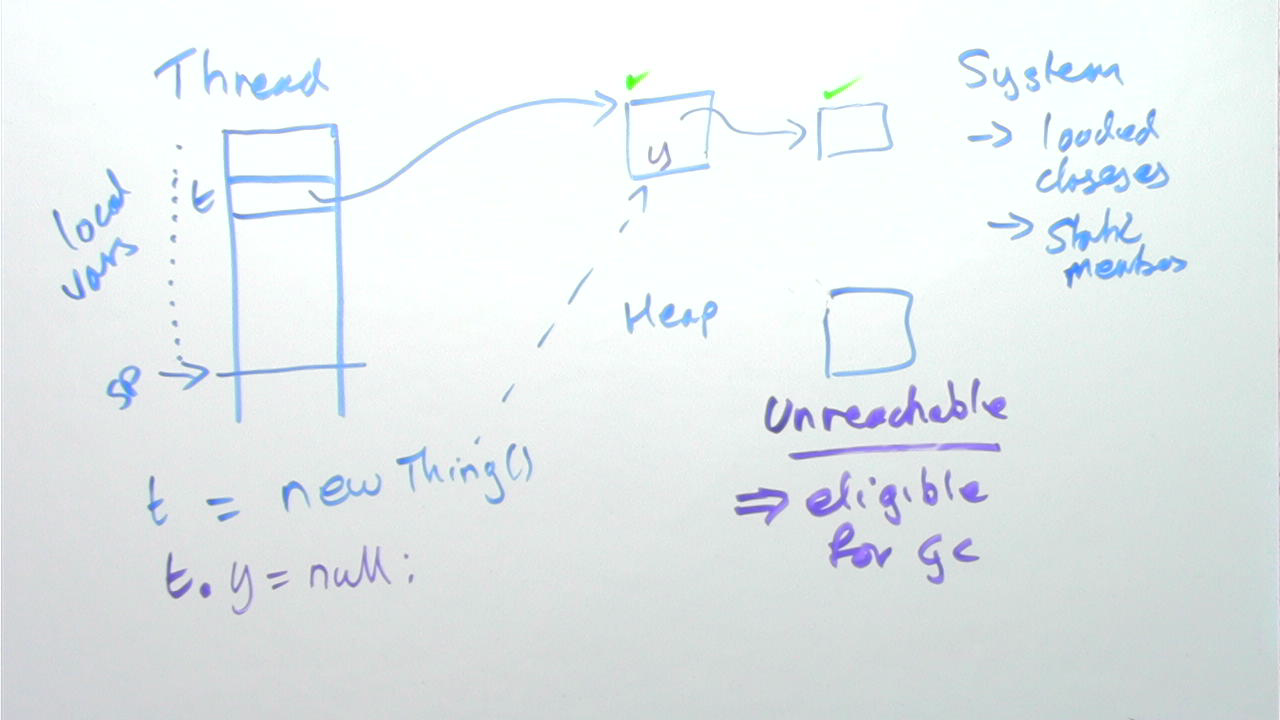 Thread
local
vars
t
SP
t = new Thing()
t. y = null;
y
Heap
Unreachable
⇒ eligible
for GC
System
→ loaded
classes
→ static
members